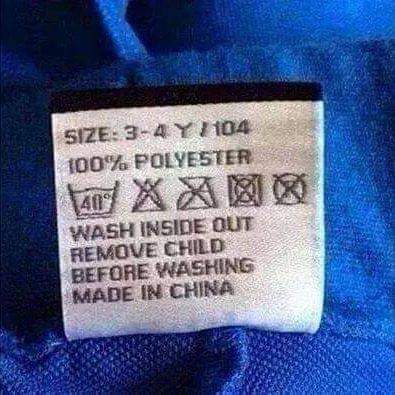 SIZE: 3-4 Y / 104
100% POLYESTER
40°
WASH INSIDE OUT
REMOVE CHILD
BEFORE WASHING
MADE IN CHINA